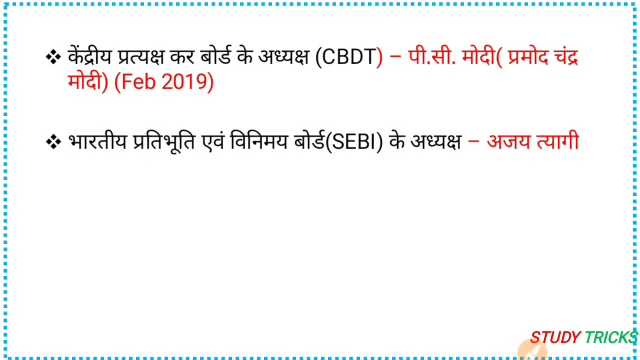 ❖ केंद्रीय प्रत्यक्ष कर बोर्ड के अध्यक्ष (CBDT) – पी.सी. मोदी( प्रमोद चंद्र
मोदी) (Feb 2019)
❖ भारतीय प्रतिभूति एवं विनिमय बोर्ड(SEBI) के अध्यक्ष – अजय त्यागी
STUDY TRICKS